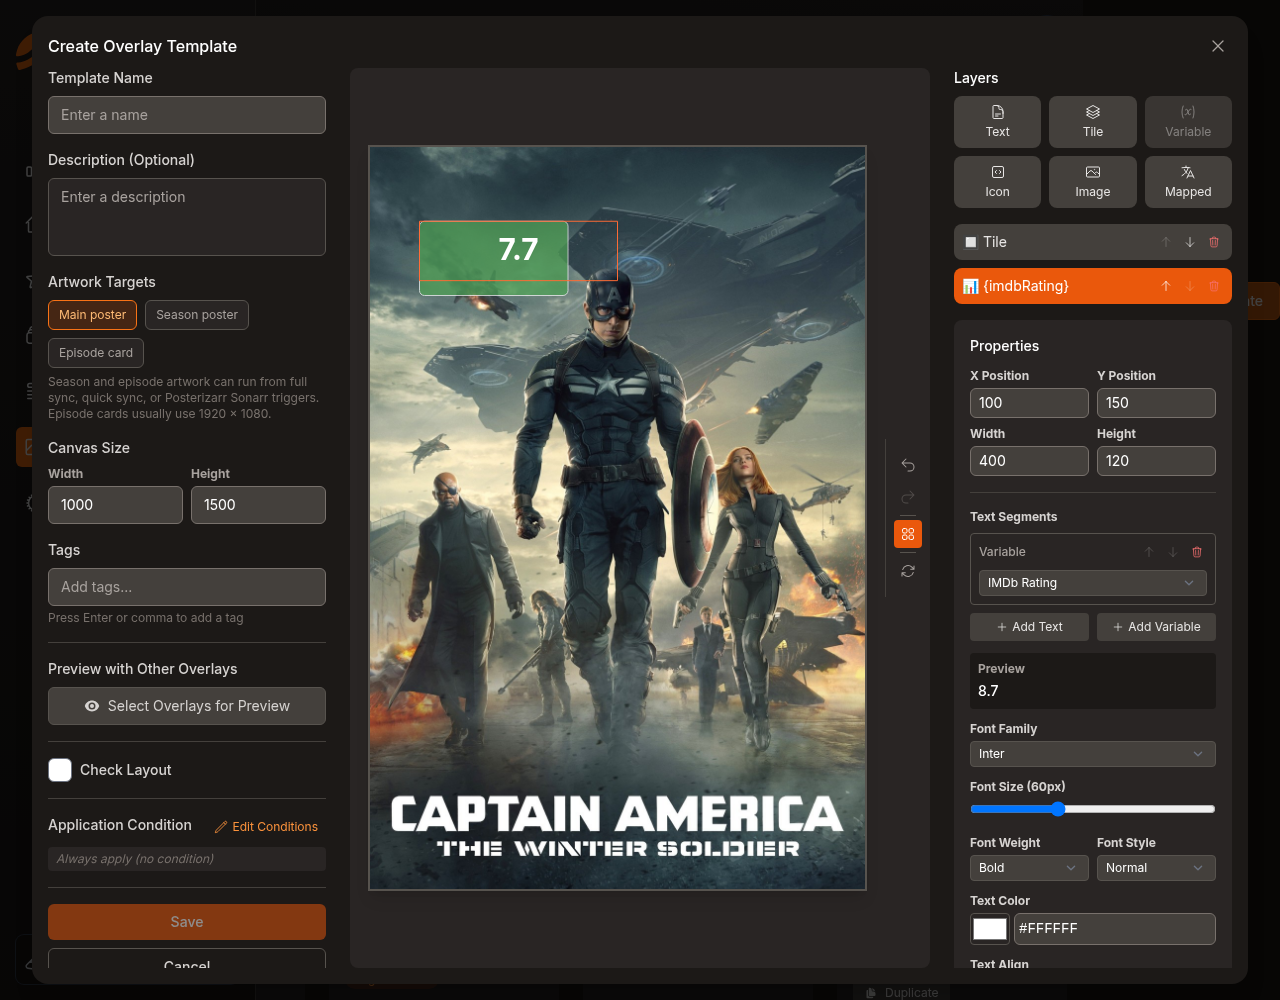 Create Overlay Template
Template Name
Enter a name
Description (Optional)
Enter a description
Artwork Targets
Main poster
Season poster
Episode card
Season and episode artwork can run from full
sync, quick sync, or Posterizarr Sonarr triggers.
Episode cards usually use 1920 × 1080.
Canvas Size
Width
Height
1000
1500
Tags
Add tags...
Press Enter or comma to add a tag
Preview with Other Overlays
Select Overlays for Preview
Check Layout
Application Condition
Edit Conditions
Always apply (no condition)
Save
Cancel
7.7
CAPTAIN AMERICA
THE WINTER SOLDIER
Layers
Text
Tile
(x)
Variable
Icon
Image
Mapped
Tile
{imdbRating}
Properties
X Position
Y Position
100
150
Width
Height
400
120
Text Segments
Variable
IMDb Rating
+ Add Text
+ Add Variable
Preview
8.7
Font Family
Inter
Font Size (60px)
Font Weight
Font Style
Bold
Normal
Text Color
#FFFFFF
Text Align
Duplicate